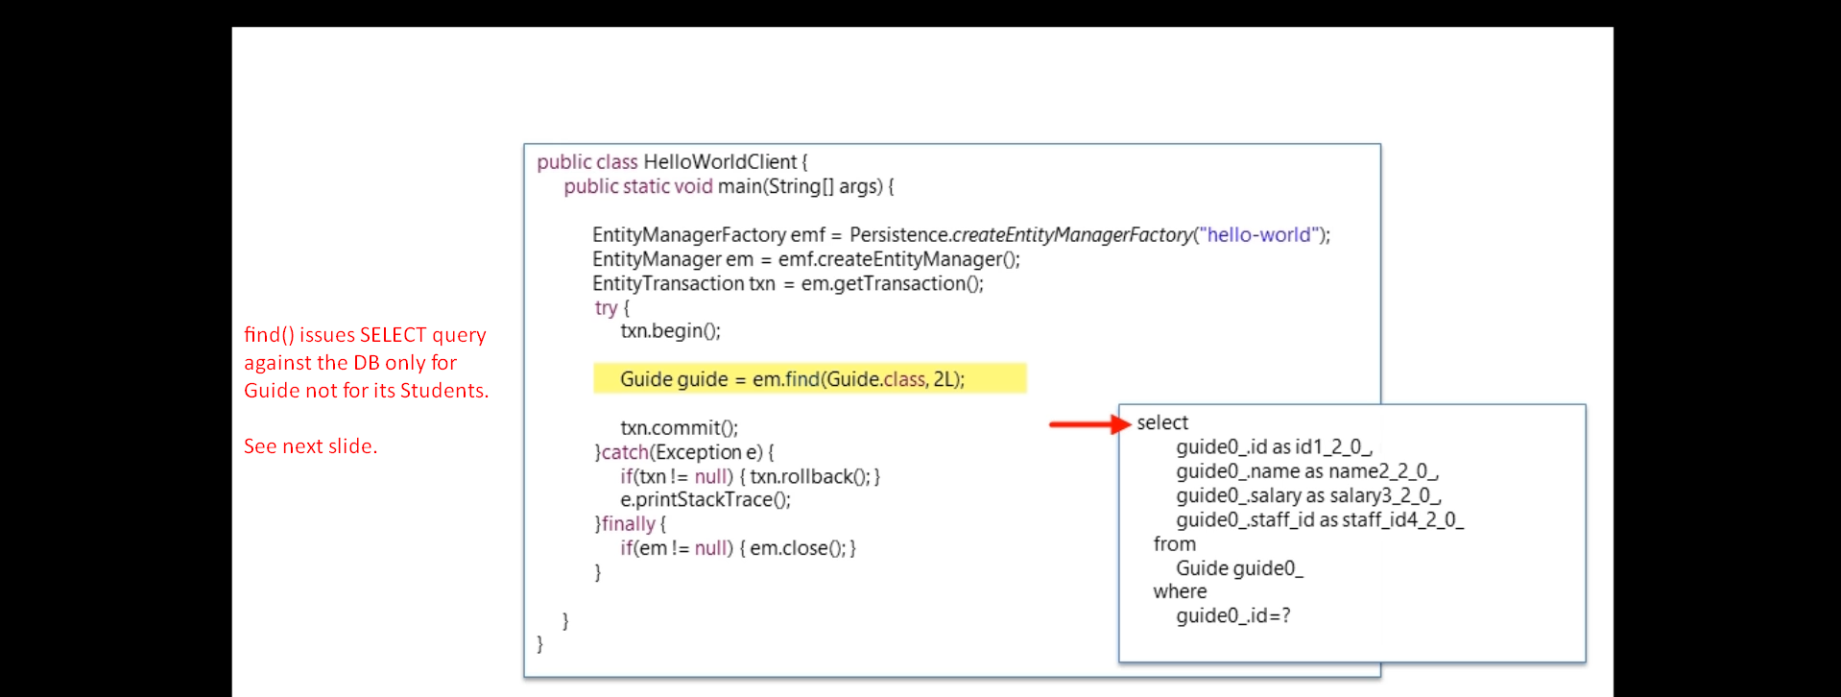 find() issues SELECT query
against the DB only for
Guide not for its Students.
See next slide.
public class HelloWorldClient {
public static void main(String[] args) {
EntityManagerFactory emf = Persistence.createEntityManagerFactory("hello-world");
EntityManager em = emf.createEntityManager();
EntityTransaction txn = em.getTransaction();
try {
txn.begin();
Guide guide = em.find(Guide.class, 2L);
txn.commit();
}catch(Exception e) {
if(txn != null) { txn.rollback(); }
e.printStackTrace();
}finally {
if(em != null) { em.close(); }
}
}
}
select
guide0_.id as id1_2_0_,
guide0_.name as name2_2_0_,
guide0_.salary as salary3_2_0_,
guide0_.staff_id as staff_id4_2_0_
from
Guide guide0_
where
guide0_.id=?